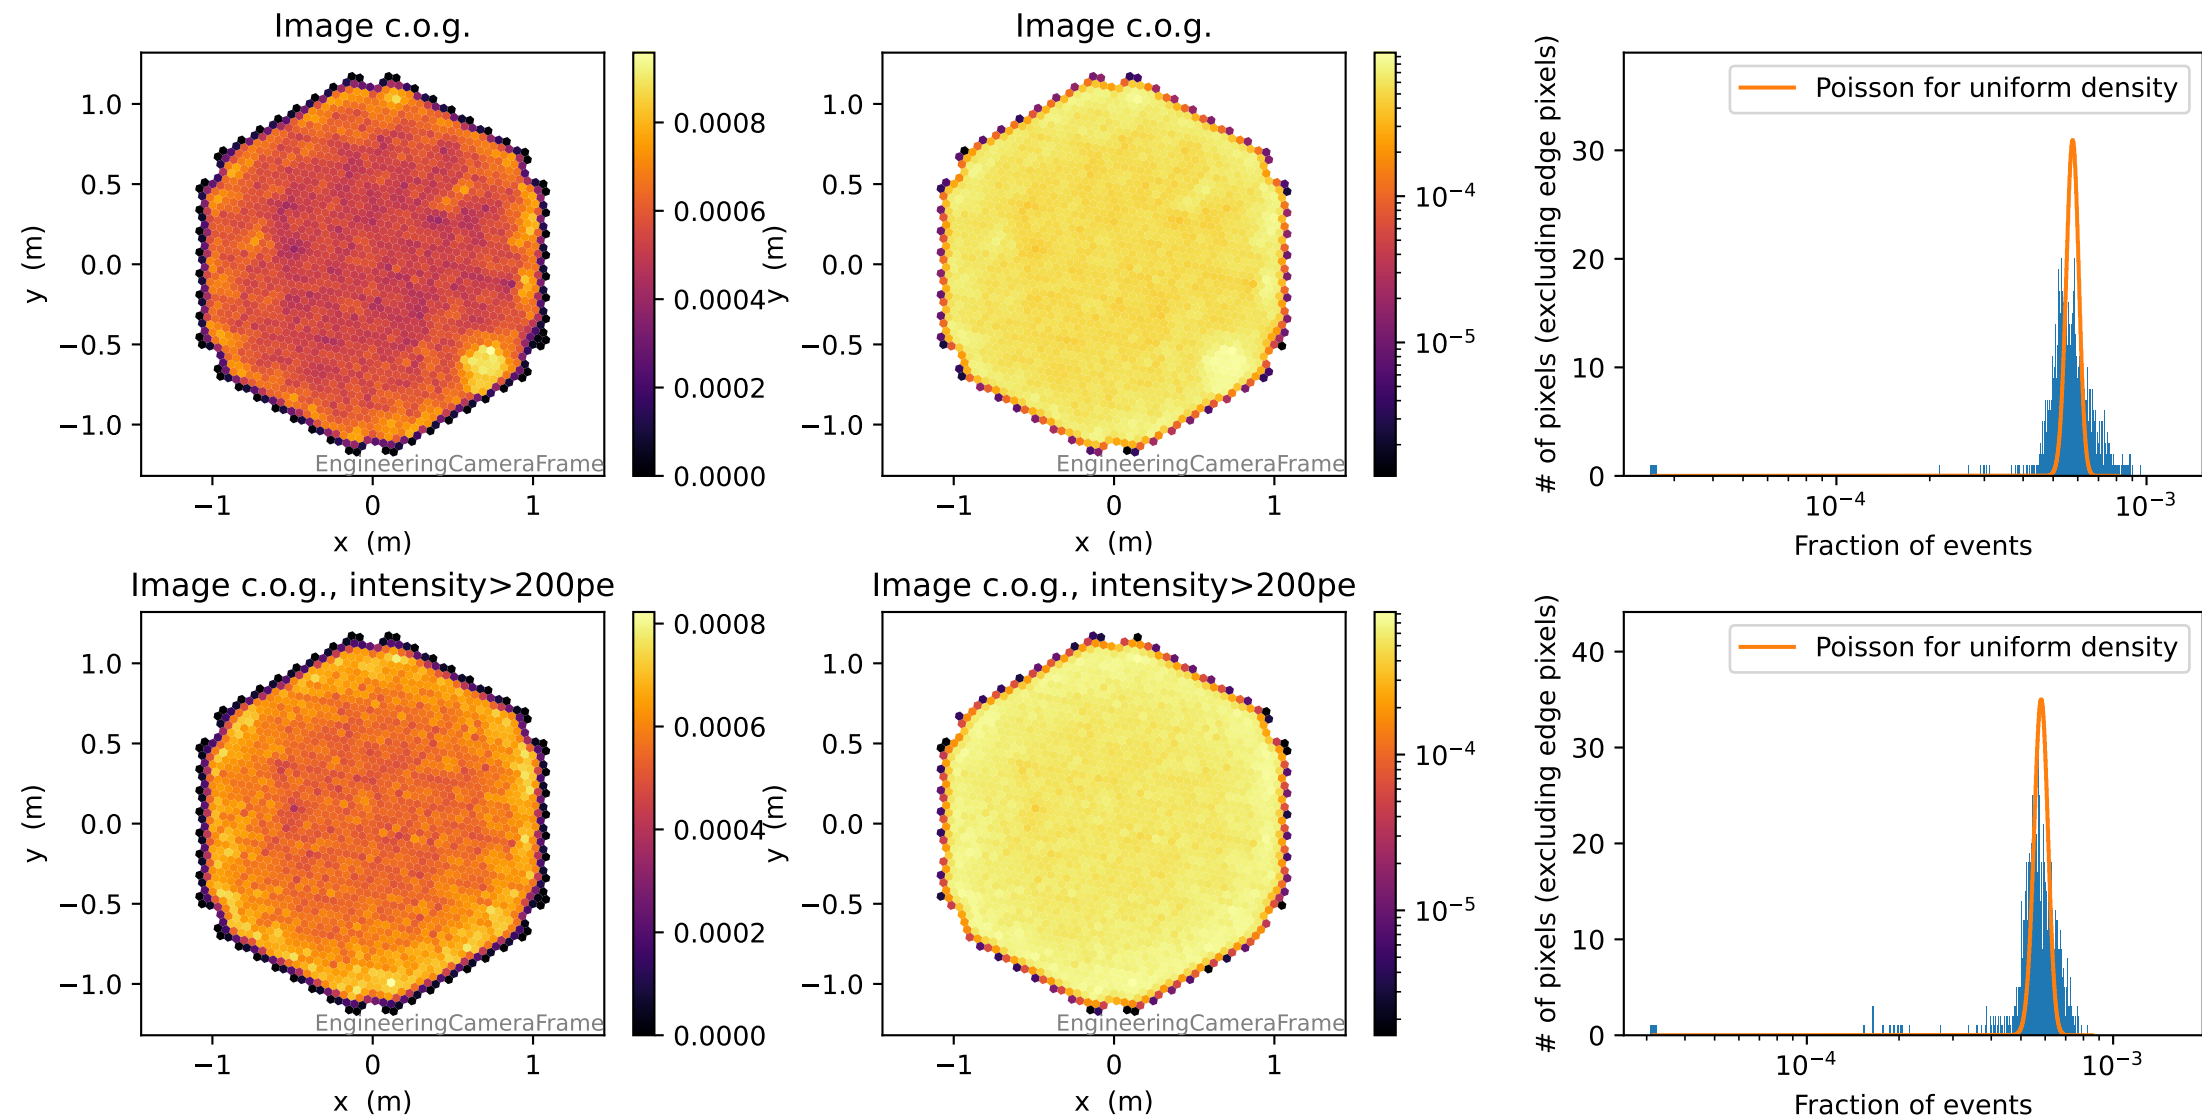 Image c.o.g.
y (m)
1.0
0.5
0.0
−0.5
−1.0
−1
0
1
x (m)
EngineeringCameraFrame
0.0008
0.0006
0.0004
0.0002
0.0000
Image c.o.g.
y (m)
1.0
0.5
0.0
−0.5
−1.0
−1
0
1
x (m)
EngineeringCameraFrame
10⁻⁴
10⁻⁵
# of pixels (excluding edge pixels)
30
20
10
0
Poisson for uniform density
10⁻⁴
10⁻³
Fraction of events
Image c.o.g., intensity>200pe
y (m)
1.0
0.5
0.0
−0.5
−1.0
−1
0
1
x (m)
EngineeringCameraFrame
0.0008
0.0006
0.0004
0.0002
0.0000
Image c.o.g., intensity>200pe
y (m)
1.0
0.5
0.0
−0.5
−1.0
−1
0
1
x (m)
EngineeringCameraFrame
10⁻⁴
10⁻⁵
# of pixels (excluding edge pixels)
40
30
20
10
0
Poisson for uniform density
10⁻⁴
10⁻³
Fraction of events